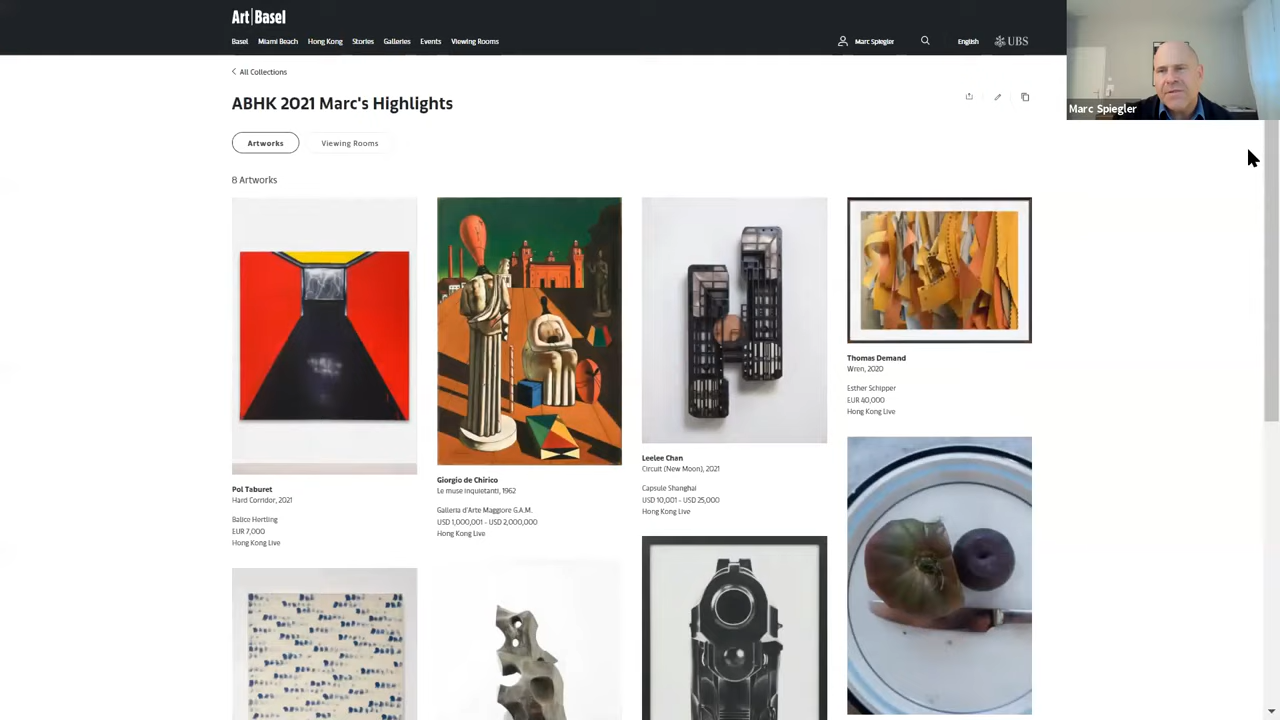 Art|Basel
Basel Miami Beach Hong Kong Stories Galleries Events Viewing Rooms
Marc Spiegler English UBS
Marc Spiegler
All Collections
ABHK 2021 Marc's Highlights
Artworks Viewing Rooms
8 Artworks
Pol Taburet
Hard Corridor, 2021
Balice Hertling
EUR 7,000
Hong Kong Live
Giorgio de Chirico
Le muse inquietanti, 1962
Galleria d'Arte Maggiore G.A.M.
USD 1,000,001 - USD 2,000,000
Hong Kong Live
Leelee Chan
Circuit (New Moon), 2021
Capsule Shanghai
USD 10,001 - USD 25,000
Hong Kong Live
Thomas Demand
Wren, 2020
Esther Schipper
EUR 40,000
Hong Kong Live